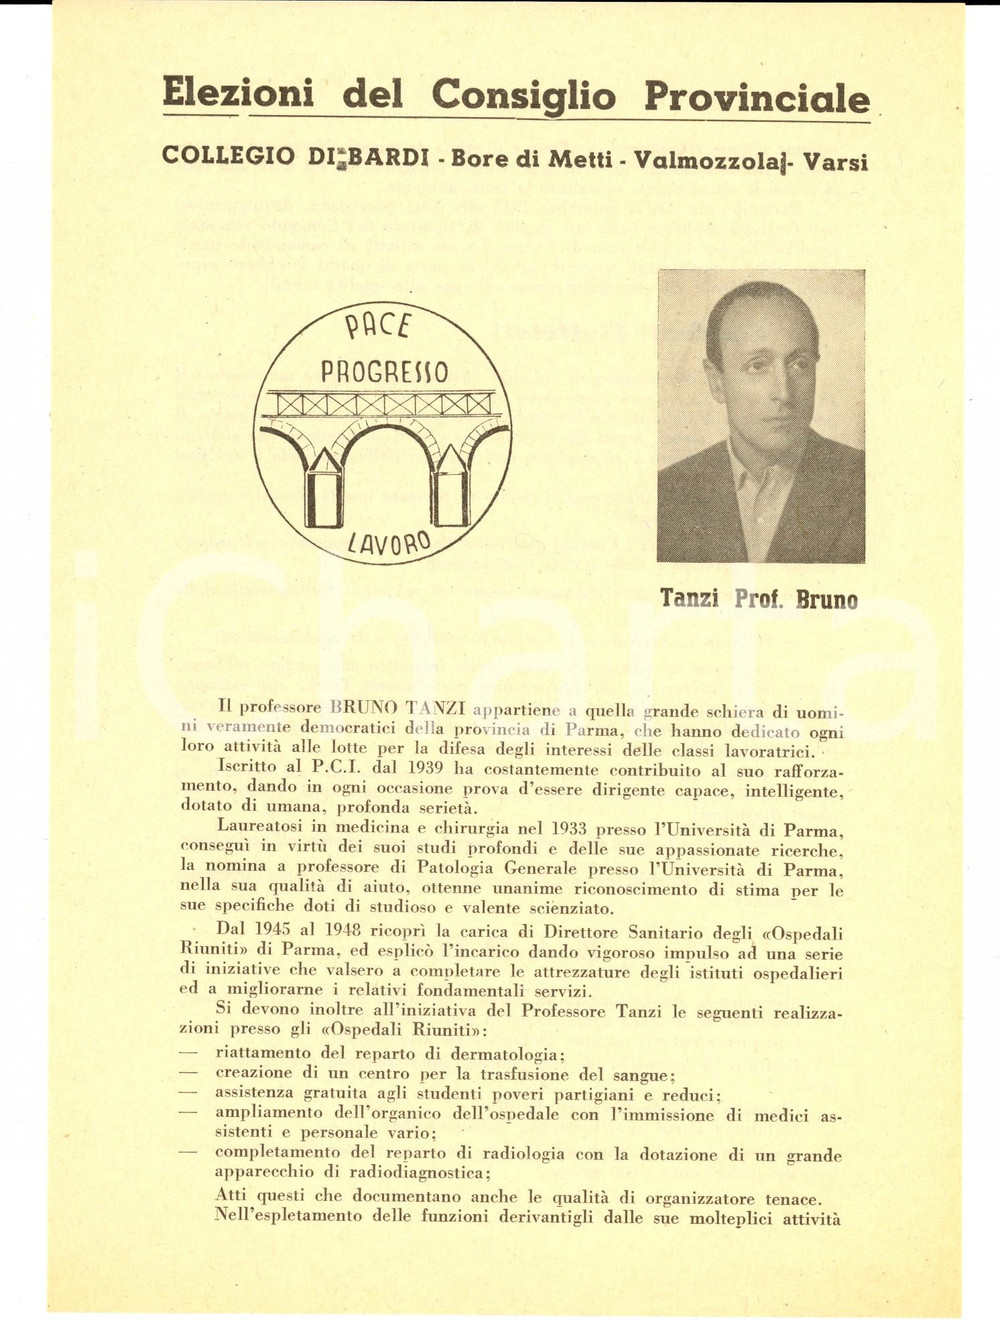 Elezioni del Consiglio Provinciale
COLLEGIO DI BARDI - Bore di Metti - Valmozzola - Varsi
PACE
PROGRESSO
LAVORO
Tanzi Prof. Bruno
iCharta
Il professore BRUNO TANZI appartiene a quella grande schiera di uomi-
ni veramente democratici della provincia di Parma, che hanno dedicato ogni
loro attività alle lotte per la difesa degli interessi delle classi lavoratrici.
Iscritto al P.C.I. dal 1939 ha costantemente contribuito al suo rafforza-
mento, dando in ogni occasione prova d'essere dirigente capace, intelligente,
dotato di umana, profonda serietà.
Laureatosi in medicina e chirurgia nel 1933 presso l'Università di Parma,
conseguì in virtù dei suoi studi profondi e delle sue appassionate ricerche,
la nomina a professore di Patologia Generale presso l'Università di Parma,
nella sua qualità di aiuto, ottenne unanime riconoscimento di stima per le
sue specifiche doti di studioso e valente scienziato.
Dal 1945 al 1948 ricoprì la carica di Direttore Sanitario degli «Ospedali
Riuniti» di Parma, ed esplicò l'incarico dando vigoroso impulso ad una serie
di iniziative che valsero a completare le attrezzature degli istituti ospedalieri
ed a migliorarne i relativi fondamentali servizi.
Si devono inoltre all'iniziativa del Professore Tanzi le seguenti realizza-
zioni presso gli «Ospedali Riuniti»:
— riattamento del reparto di dermatologia;
— creazione di un centro per la trasfusione del sangue;
— assistenza gratuita agli studenti poveri partigiani e reduci;
— ampliamento dell'organico dell'ospedale con l'immissione di medici as-
sistenti e personale vario;
— completamento del reparto di radiologia con la dotazione di un grande
apparecchio di radiodiagnostica;
Atti questi che documentano anche le qualità di organizzatore tenace.
Nell'espletamento delle funzioni derivantigli dalle sue molteplici attività